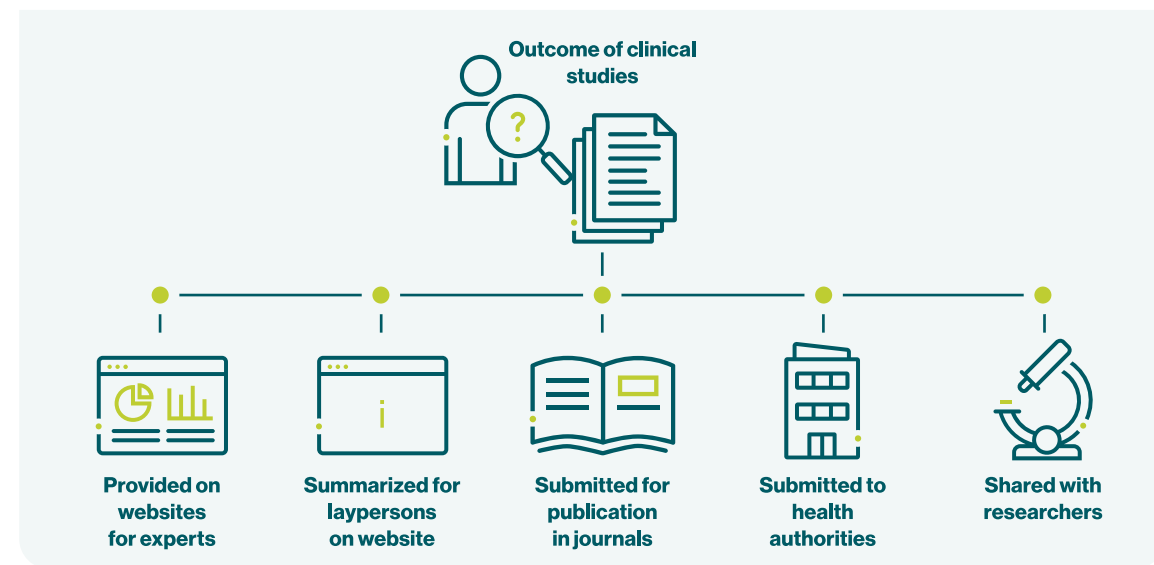 Outcome of clinical
studies
?
i
Provided on
websites
for experts
Summarized for
laypersons
on website
Submitted for
publication
in journals
Submitted to
health
authorities
Shared with
researchers